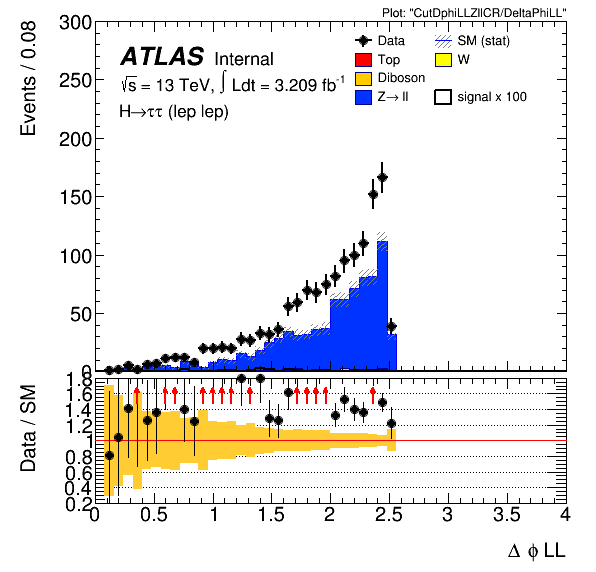 Plot: "CutDphiLLZllCR/DeltaPhiLL"
Events / 0.08
300
250
200
150
100
50
0
ATLAS Internal
√s = 13 TeV, ∫ Ldt = 3.209 fb-1
H→ττ (lep lep)
Data
SM (stat)
Top
W
Diboson
Z→ ll
signal x 100
Data / SM
1.8
1.6
1.4
1.2
1
0.8
0.6
0.4
0.2
0 0.5 1 1.5 2 2.5 3 3.5 4
Δ ϕ LL